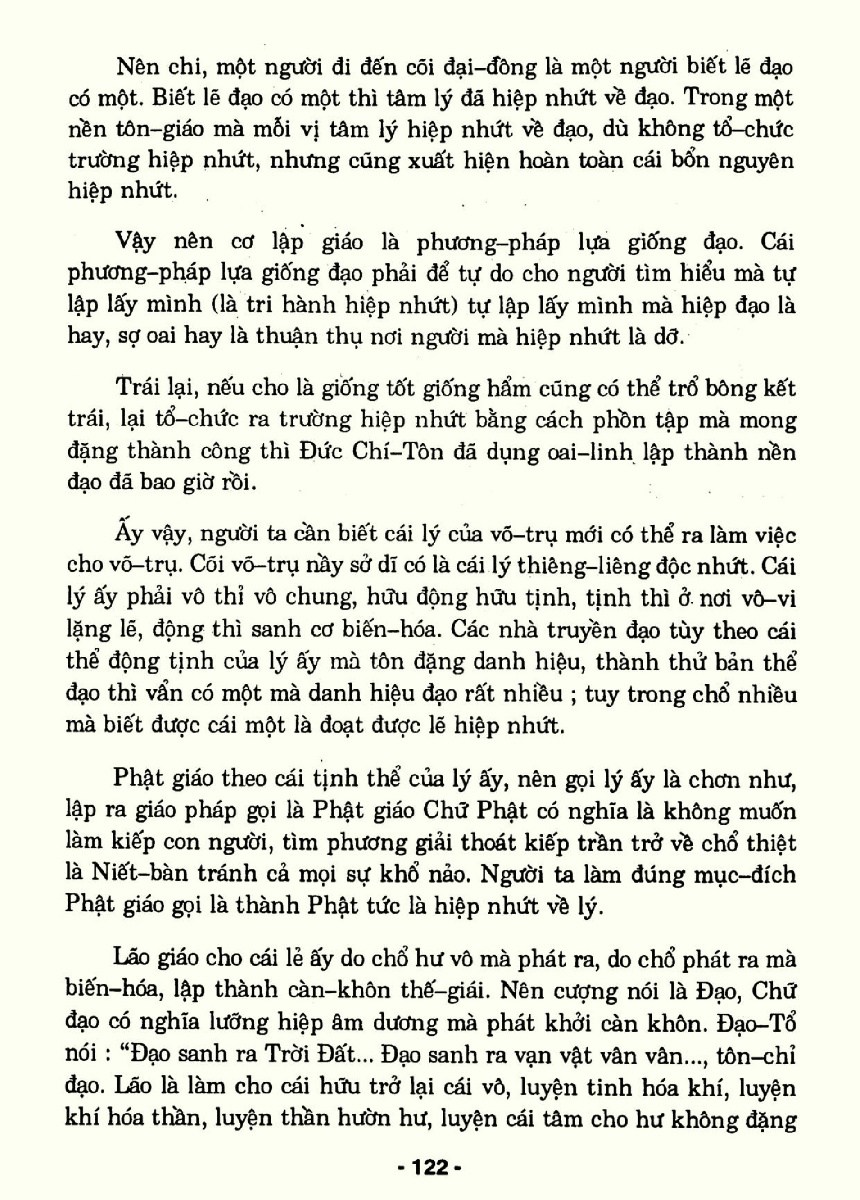 Nên chi, một người đi đến cõi đại–đồng là một người biết lẽ đạo
có một. Biết lẽ đạo có một thì tâm lý đã hiệp nhứt về đạo. Trong một
nền tôn–giáo mà mỗi vị tâm lý hiệp nhứt về đạo, dù không tổ–chức
trường hiệp nhứt, nhưng cũng xuất hiện hoàn toàn cái bổn nguyên
hiệp nhứt.
Vậy nên cơ lập giáo là phương–pháp lựa giống đạo. Cái
phương–pháp lựa giống đạo phải để tự do cho người tìm hiểu mà tự
lập lấy mình (là tri hành hiệp nhứt) tự lập lấy mình mà hiệp đạo là
hay, sợ oai hay là thuận thụ nơi người mà hiệp nhứt là dỡ.
Trái lại, nếu cho là giống tốt giống hẩm cũng có thể trổ bông kết
trái, lại tổ–chức ra trường hiệp nhứt bằng cách phồn tập mà mong
đặng thành công thì Đức Chí–Tôn đã dụng oai–linh lập thành nền
đạo đã bao giờ rồi.
Ấy vậy, người ta cần biết cái lý của võ–trụ mới có thể ra làm việc
cho võ–trụ. Cõi võ–trụ nầy sở dĩ có là cái lý thiêng–liêng độc nhứt. Cái
lý ấy phải vô thỉ vô chung, hữu động hữu tịnh, tịnh thì ở nơi vô–vi
lặng lẽ, động thì sanh cơ biến–hóa. Các nhà truyền đạo tùy theo cái
thể động tịnh của lý ấy mà tôn đặng danh hiệu, thành thử bản thể
đạo thì vẩn có một mà danh hiệu đạo rất nhiều ; tuy trong chổ nhiều
mà biết được cái một là đoạt được lẽ hiệp nhứt.
Phật giáo theo cái tịnh thể của lý ấy, nên gọi lý ấy là chơn như,
lập ra giáo pháp gọi là Phật giáo Chữ Phật có nghĩa là không muốn
làm kiếp con người, tìm phương giải thoát kiếp trần trở về chổ thiệt
là Niết–bàn tránh cả mọi sự khổ nảo. Người ta làm đúng mục–đích
Phật giáo gọi là thành Phật tức là hiệp nhứt về lý.
Lão giáo cho cái lẻ ấy do chổ hư vô mà phát ra, do chổ phát ra mà
biến–hóa, lập thành càn–khôn thế–giái. Nên cượng nói là Đạo, Chữ
đạo có nghĩa lưỡng hiệp âm dương mà phát khởi càn khôn. Đạo–Tổ
nói : “Đạo sanh ra Trời Đất... Đạo sanh ra vạn vật vân vân..., tôn–chỉ
đạo. Lão là làm cho cái hữu trở lại cái vô, luyện tinh hóa khí, luyện
khí hóa thần, luyện thần hườn hư, luyện cái tâm cho hư không đặng
- 122 -